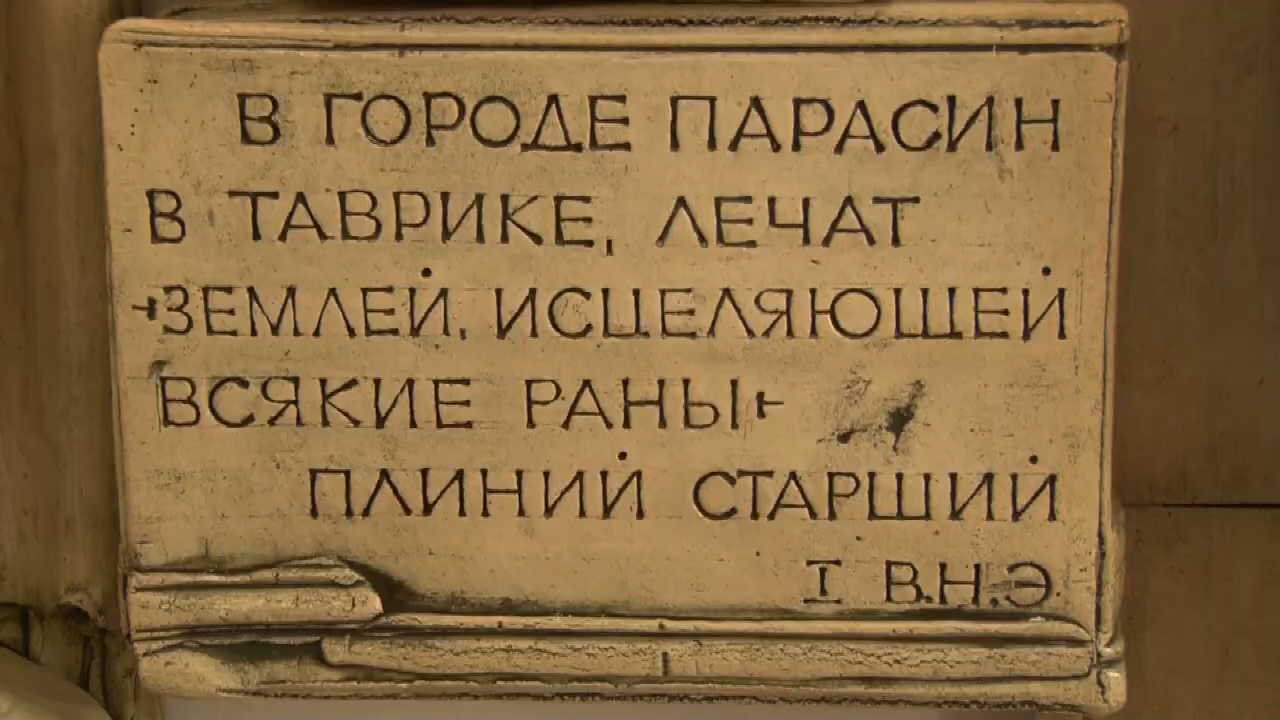 В ГОРОДЕ ПАРАСИН
В ТАВРИКЕ, ЛЕЧАТ
ЗЕМЛЕЙ, ИСЦЕЛЯЮЩЕЙ
ВСЯКИЕ РАНЫ
ПЛИНИЙ СТАРШИЙ
I В.Н.Э.